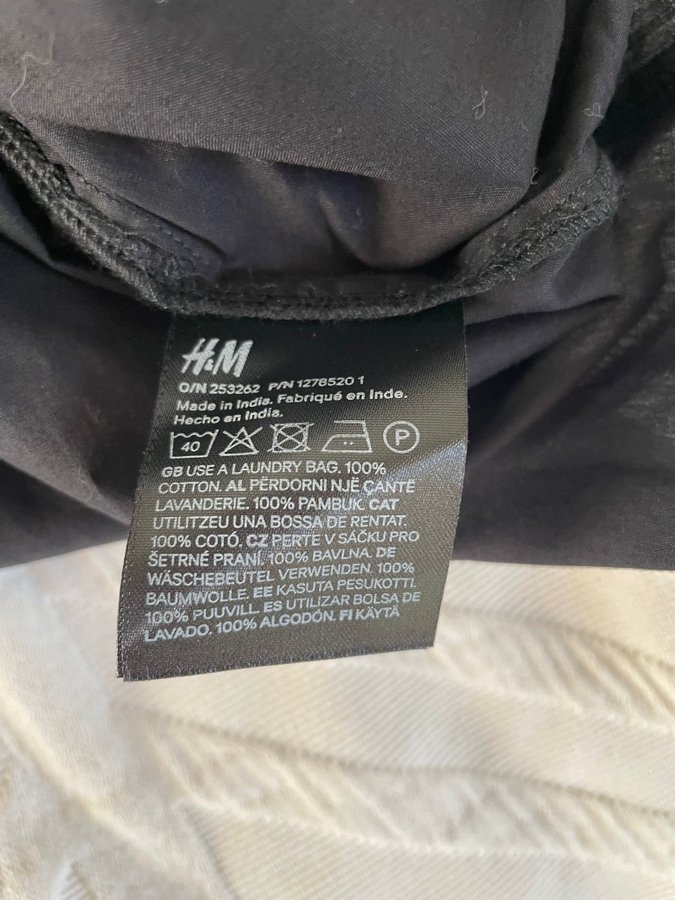 H&M
O/N 253262 P/N 1278520 1
Made in India. Fabriqué en Inde.
Hecho en India.
40 P
GB USE A LAUNDRY BAG. 100%
COTTON. AL PËRDORNI NJË ÇANTË
LAVANDERIE. 100% PAMBUK. CAT
UTILITZEU UNA BOSSA DE RENTAT.
100% COTÓ. CZ PERTE V SÁČKU PRO
ŠETRNÉ PRANÍ. 100% BAVLNA. DE
WÄSCHEBEUTEL VERWENDEN. 100%
BAUMWOLLE. EE KASUTA PESUKOTTI.
100% PUUVILL. ES UTILIZAR BOLSA DE
LAVADO. 100% ALGODÓN. FI KÄYTÄ